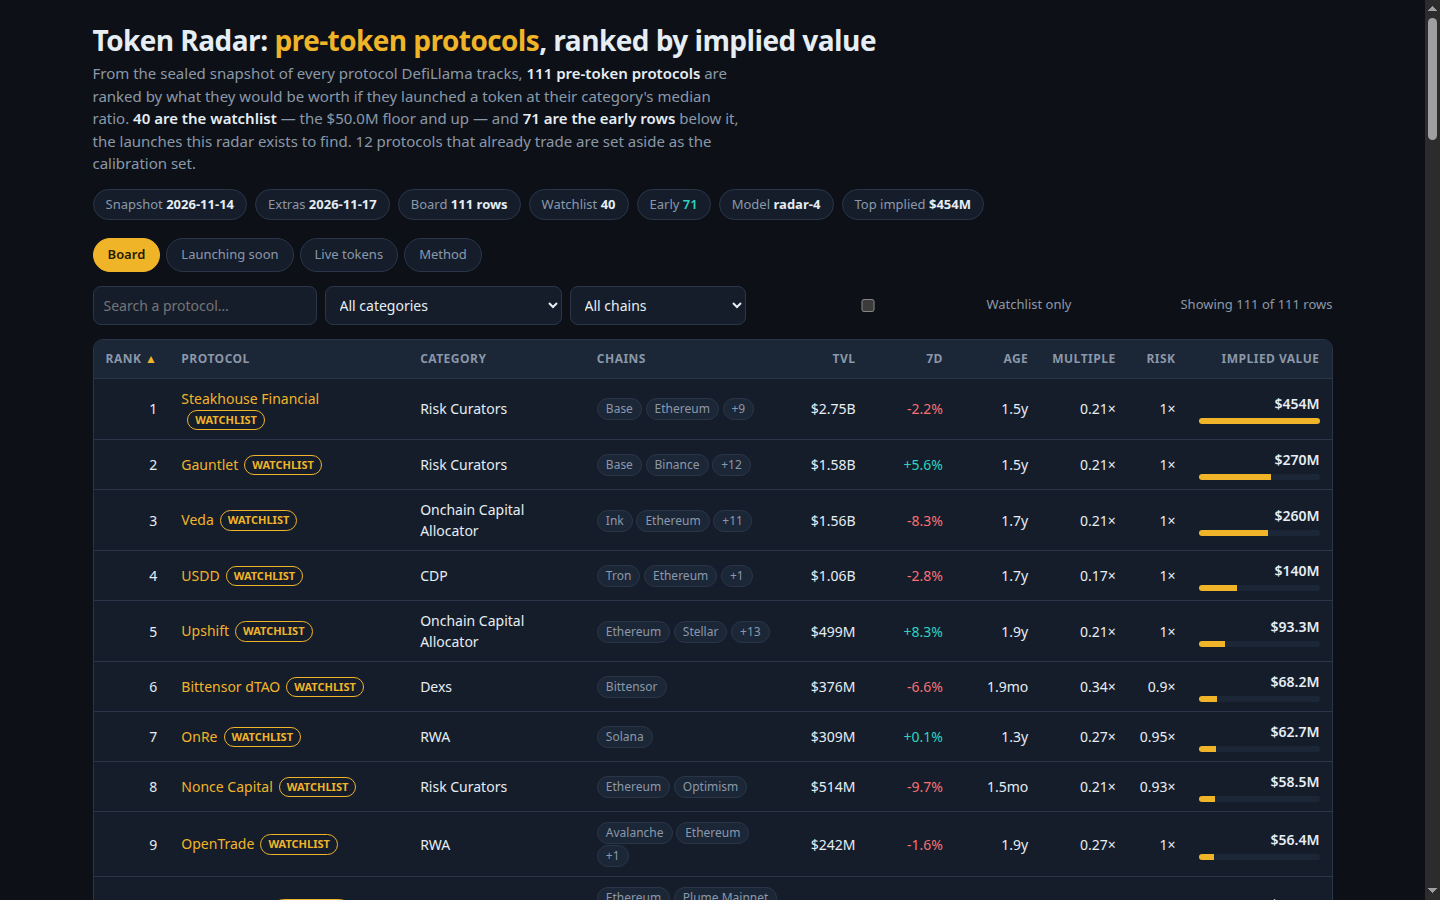 Token Radar: pre-token protocols, ranked by implied value
From the sealed snapshot of every protocol DefiLlama tracks, 111 pre-token protocols are
ranked by what they would be worth if they launched a token at their category's median
ratio. 40 are the watchlist — the $50.0M floor and up — and 71 are the early rows below it,
the launches this radar exists to find. 12 protocols that already trade are set aside as the
calibration set.
Snapshot 2026-11-14 Extras 2026-11-17 Board 111 rows Watchlist 40 Early 71 Model radar-4 Top implied $454M
Board Launching soon Live tokens Method
Search a protocol... All categories All chains Watchlist only Showing 111 of 111 rows
RANK ▲ PROTOCOL CATEGORY CHAINS TVL 7D AGE MULTIPLE RISK IMPLIED VALUE
1 Steakhouse Financial WATCHLIST Risk Curators Base Ethereum +9 $2.75B -2.2% 1.5y 0.21× 1× $454M
2 Gauntlet WATCHLIST Risk Curators Base Binance +12 $1.58B +5.6% 1.5y 0.21× 1× $270M
3 Veda WATCHLIST Onchain Capital Allocator Ink Ethereum +11 $1.56B -8.3% 1.7y 0.21× 1× $260M
4 USDD WATCHLIST CDP Tron Ethereum +1 $1.06B -2.8% 1.7y 0.17× 1× $140M
5 Upshift WATCHLIST Onchain Capital Allocator Ethereum Stellar +13 $499M +8.3% 1.9y 0.21× 1× $93.3M
6 Bittensor dTAO WATCHLIST Dexs Bittensor $376M -6.6% 1.9mo 0.34× 0.9× $68.2M
7 OnRe WATCHLIST RWA Solana $309M +0.1% 1.3y 0.27× 0.95× $62.7M
8 Nonce Capital WATCHLIST Risk Curators Ethereum Optimism $514M -9.7% 1.5mo 0.21× 0.93× $58.5M
9 OpenTrade WATCHLIST RWA Avalanche Ethereum +1 $242M -1.6% 1.9y 0.27× 1× $56.4M
Ethereum Plume Mainnet